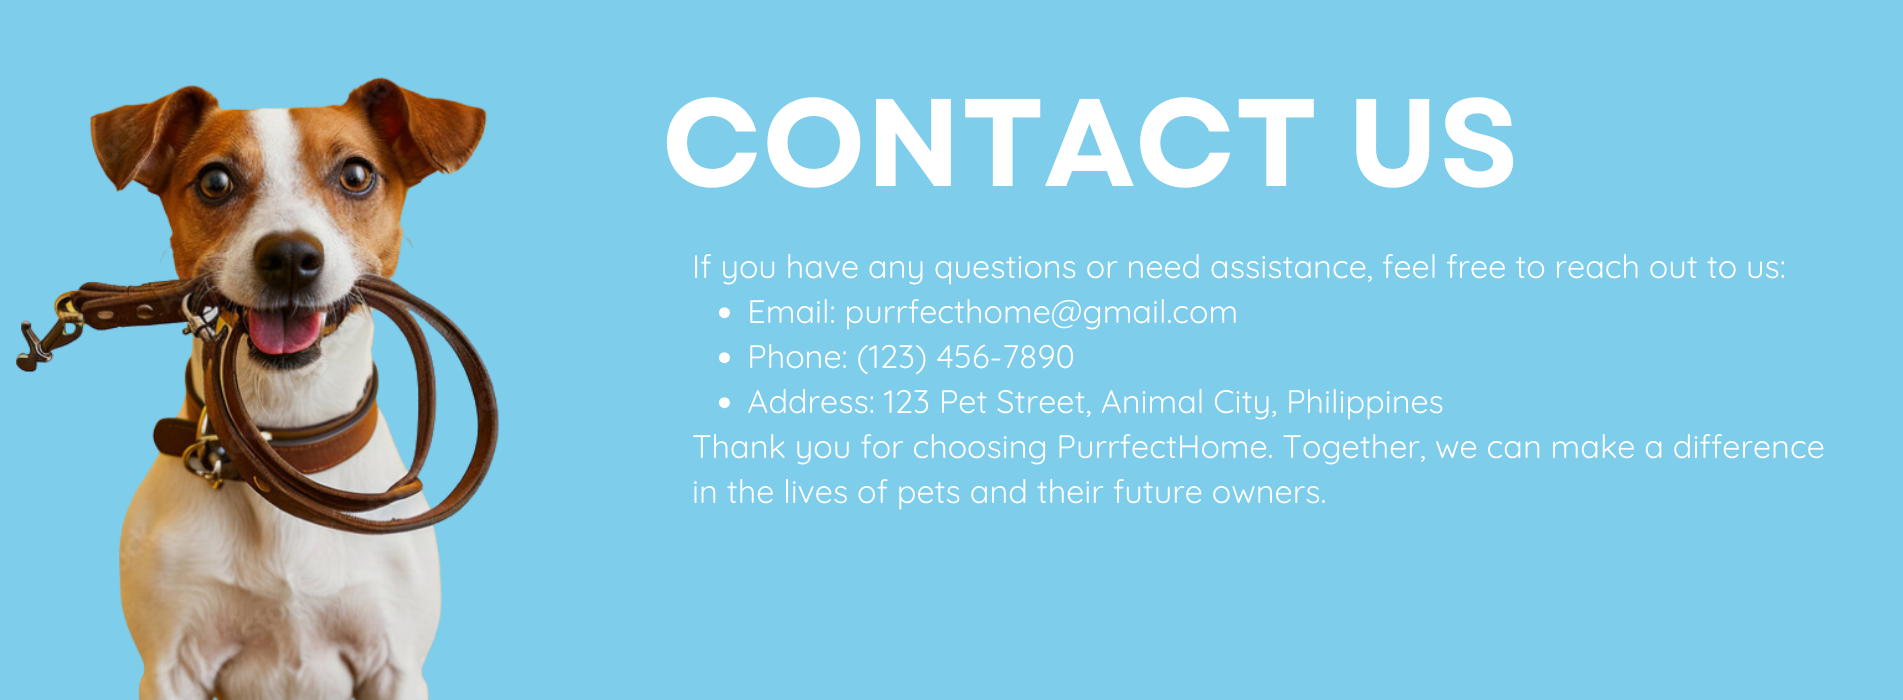 CONTACT US
If you have any questions or need assistance, feel free to reach out to us:
• Email: purrfecthome@gmail.com
• Phone: (123) 456-7890
• Address: 123 Pet Street, Animal City, Philippines
Thank you for choosing PurrfectHome. Together, we can make a difference
in the lives of pets and their future owners.